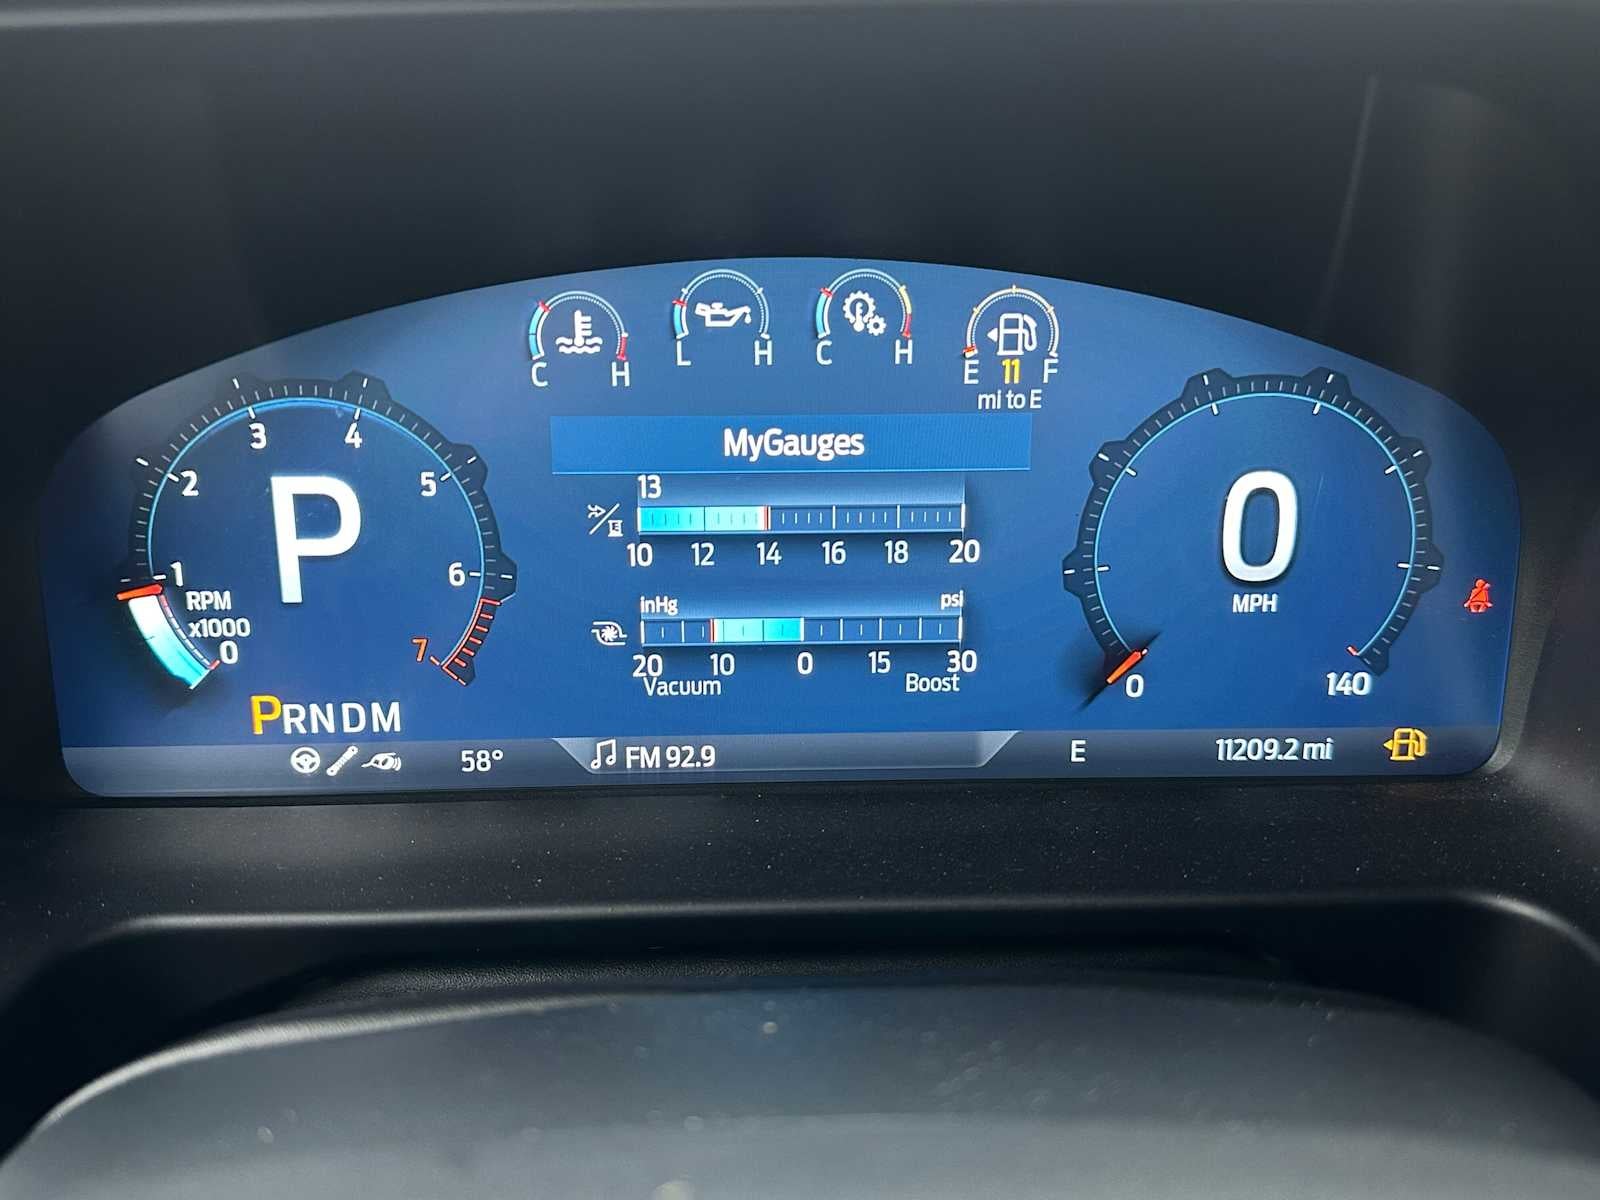 C H
L H
C H
E 11 F
mi to E
MyGauges
13
10 12 14 16 18 20
inHg psi
20 10 0 15 30
Vacuum Boost
0 1 2 3 4 5 6 7
RPM
x1000
P
PRNDM
0
MPH
0 140
58°
FM 92.9
E
11209.2 mi